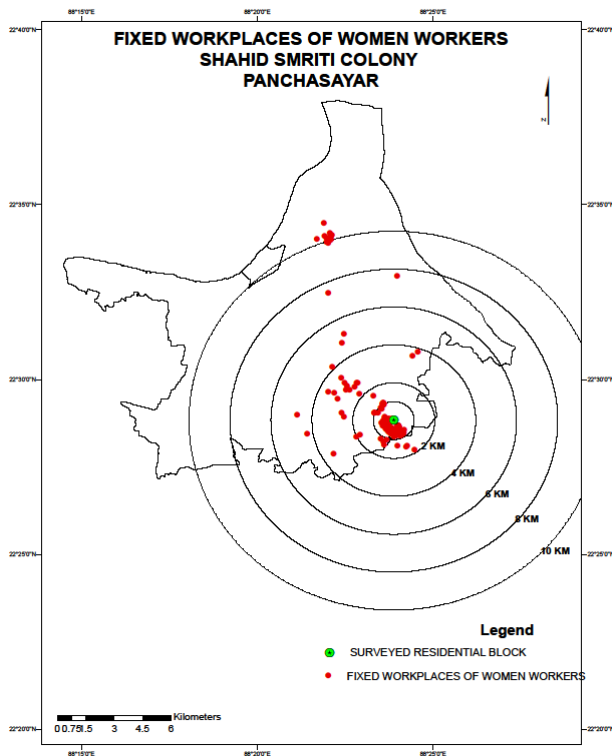 88°15'0"E 88°20'0"E 88°25'0"E
22°40'0"N 22°40'0"N
FIXED WORKPLACES OF WOMEN WORKERS
SHAHID SMRITI COLONY
PANCHASAYAR
N
22°35'0"N 22°35'0"N
22°30'0"N 22°30'0"N
2 KM
4 KM
6 KM
8 KM
10 KM
22°25'0"N 22°25'0"N
Legend
SURVEYED RESIDENTIAL BLOCK
FIXED WORKPLACES OF WOMEN WORKERS
Kilometers
0 0.75 1.5 3 4.5 6
22°20'0"N 22°20'0"N
88°15'0"E 88°20'0"E 88°25'0"E